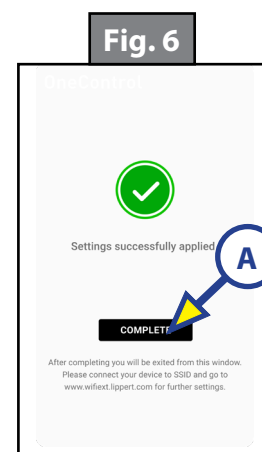 Fig. 6
OneControl
Settings successfully applied
A
COMPLETE
After completing you will be exited from this window.
Please connect your device to SSID and go to
www.wifiext.lippert.com for further settings.